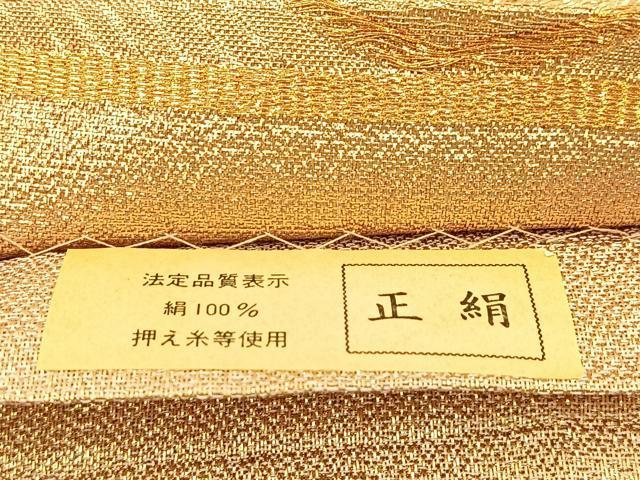 法定品質表示
絹100%
押え糸等使用
正絹